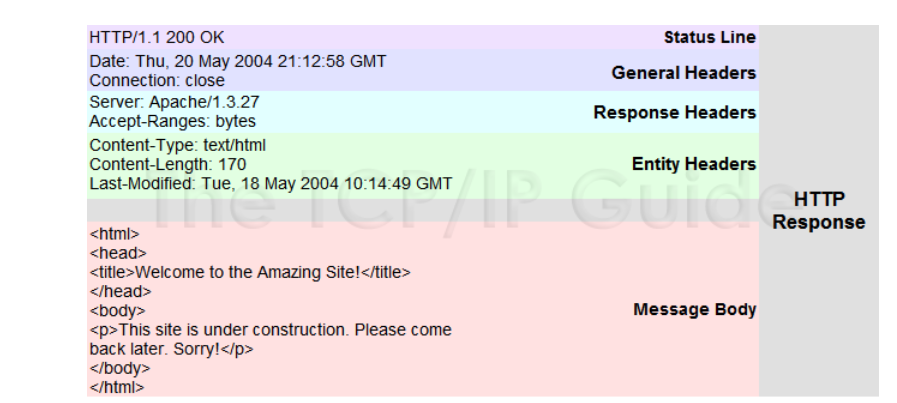 HTTP/1.1 200 OK Status Line
Date: Thu, 20 May 2004 21:12:58 GMT
Connection: close
General Headers
Server: Apache/1.3.27
Accept-Ranges: bytes
Response Headers
Content-Type: text/html
Content-Length: 170
Last-Modified: Tue, 18 May 2004 10:14:49 GMT
Entity Headers
The TCP/IP Guide
HTTP
Response
<html>
<head>
<title>Welcome to the Amazing Site!</title>
</head>
<body>
<p>This site is under construction. Please come
back later. Sorry!</p>
</body>
</html>
Message Body